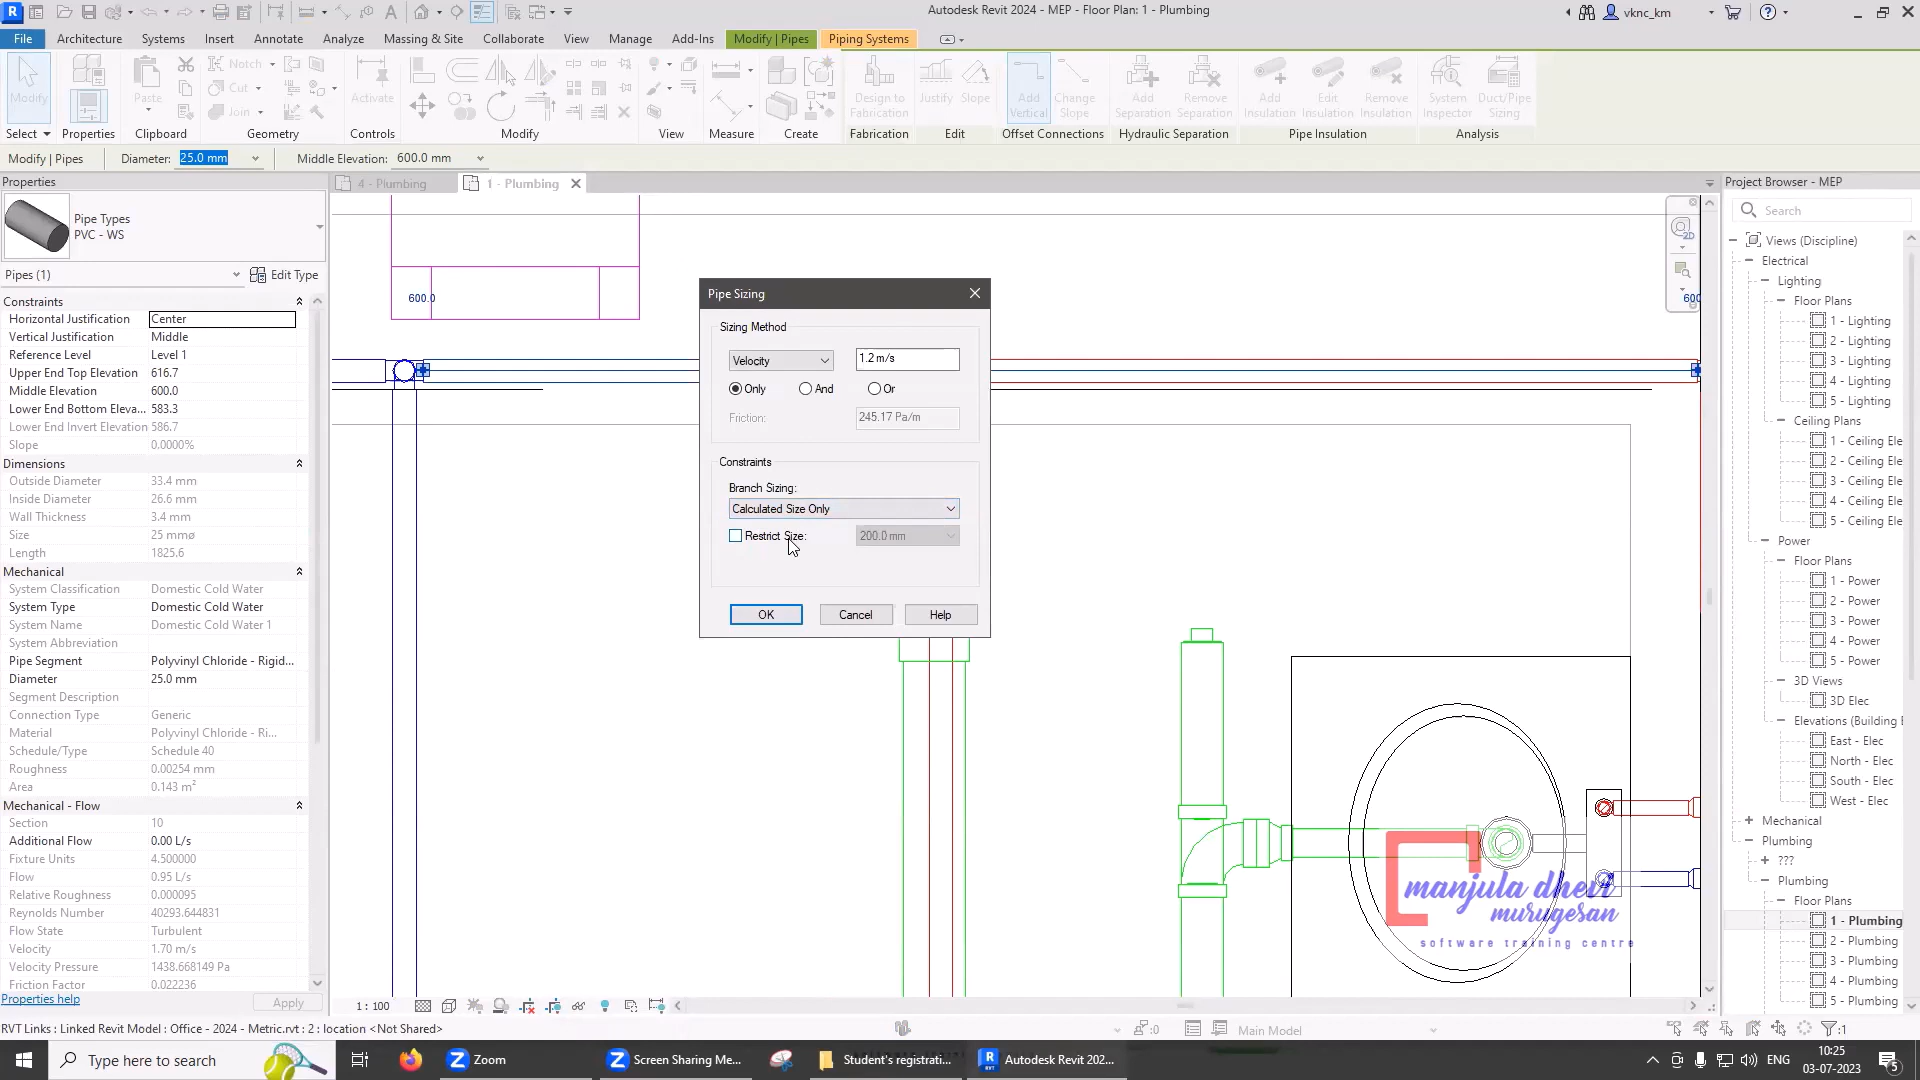 Autodesk Revit 2024 - MEP - Floor Plan: 1 - Plumbing
vknc_km
File Architecture Systems Insert Annotate Analyze Massing & Site Collaborate View Manage Add-Ins Modify | Pipes Piping Systems
Modify Paste Notch Cut Join Activate Design to Fabrication Justify Slope Add Vertical Change Slope Add Separation Remove Separation Add Insulation Edit Insulation Remove Insulation System Inspector Duct/Pipe Sizing
Select Properties Clipboard Geometry Controls Modify View Measure Create Fabrication Edit Offset Connections Hydraulic Separation Pipe Insulation Analysis
Modify | Pipes Diameter: 25.0 mm Middle Elevation: 600.0 mm
Properties
4 - Plumbing
1 - Plumbing
Project Browser - MEP
Pipe Types
PVC - WS
Pipes (1) Edit Type
Constraints
Horizontal Justification Center
Vertical Justification Middle
Reference Level Level 1
Upper End Top Elevation 616.7
Middle Elevation 600.0
Lower End Bottom Eleva... 583.3
Lower End Invert Elevation 586.7
Slope 0.0000%
Dimensions
Outside Diameter 33.4 mm
Inside Diameter 26.6 mm
Wall Thickness 3.4 mm
Size 25 mmø
Length 1825.6
Mechanical
System Classification Domestic Cold Water
System Type Domestic Cold Water
System Name Domestic Cold Water 1
System Abbreviation
Pipe Segment Polyvinyl Chloride - Rigid...
Diameter 25.0 mm
Segment Description
Connection Type Generic
Material Polyvinyl Chloride - Ri...
Schedule/Type Schedule 40
Roughness 0.00254 mm
Area 0.143 m²
Mechanical - Flow
Section 10
Additional Flow 0.00 L/s
Fixture Units 4.500000
Flow 0.95 L/s
Relative Roughness 0.000095
Reynolds Number 40293.644831
Flow State Turbulent
Velocity 1.70 m/s
Velocity Pressure 1438.668149 Pa
Friction Factor 0.022236
Properties help Apply
600.0
600
2D
Pipe Sizing
Sizing Method
Velocity 1.2 m/s
Only And Or
Friction: 245.17 Pa/m
Constraints
Branch Sizing:
Calculated Size Only
Restrict Size: 200.0 mm
OK Cancel Help
manjula dhevi
murugesan
software training centre
Search
Views (Discipline)
Electrical
Lighting
Floor Plans
1 - Lighting
2 - Lighting
3 - Lighting
4 - Lighting
5 - Lighting
Ceiling Plans
1 - Ceiling Ele
2 - Ceiling Ele
3 - Ceiling Ele
4 - Ceiling Ele
5 - Ceiling Ele
Power
Floor Plans
1 - Power
2 - Power
3 - Power
4 - Power
5 - Power
3D Views
3D Elec
Elevations (Building E
East - Elec
North - Elec
South - Elec
West - Elec
Mechanical
Plumbing
???
Plumbing
Floor Plans
1 - Plumbing
2 - Plumbing
3 - Plumbing
4 - Plumbing
5 - Plumbing
1 : 100
RVT Links : Linked Revit Model : Office - 2024 - Metric.rvt : 2 : location <Not Shared>
:0
Main Model
:1
Type here to search
Zoom
Screen Sharing Me...
Student's registrati...
Autodesk Revit 202...
ENG
10:25
03-07-2023
5